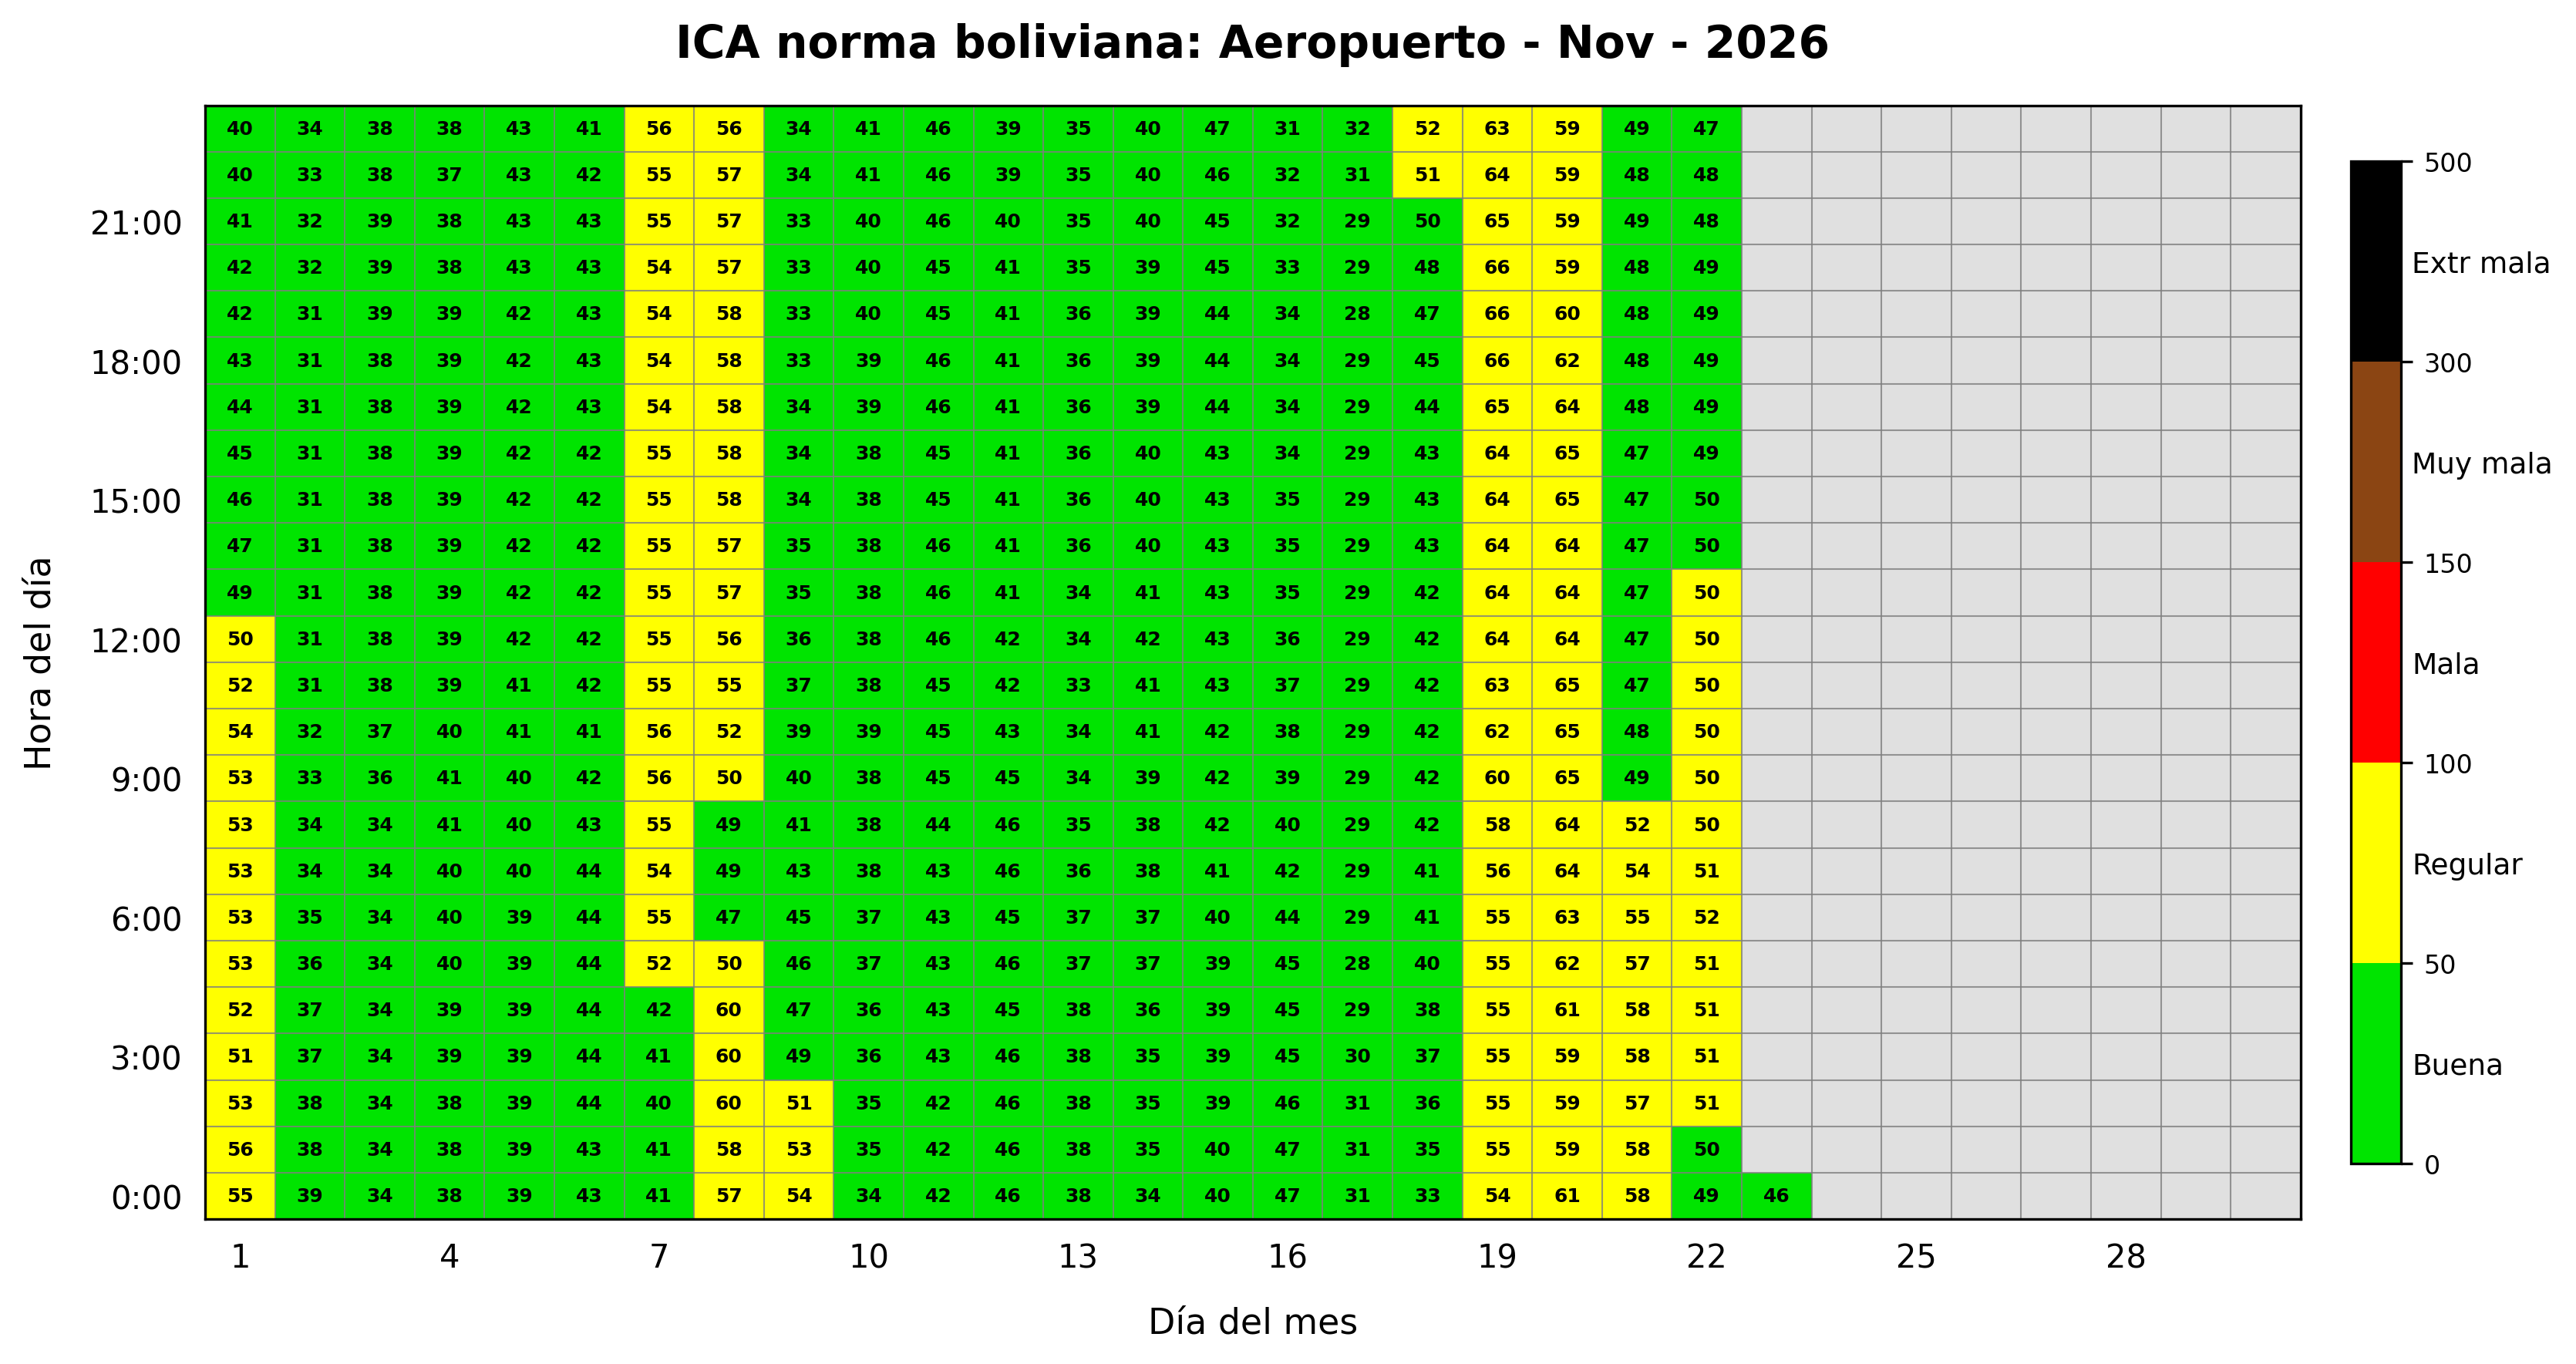 ICA norma boliviana: Aeropuerto - Nov - 2026
40 34 38 38 43 41 56 56 34 41 46 39 35 40 47 31 32 52 63 59 49 47
40 33 38 37 43 42 55 57 34 41 46 39 35 40 46 32 31 51 64 59 48 48
21:00 41 32 39 38 43 43 55 57 33 40 46 40 35 40 45 32 29 50 65 59 49 48
42 32 39 38 43 43 54 57 33 40 45 41 35 39 45 33 29 48 66 59 48 49
42 31 39 39 42 43 54 58 33 40 45 41 36 39 44 34 28 47 66 60 48 49
18:00 43 31 38 39 42 43 54 58 33 39 46 41 36 39 44 34 29 45 66 62 48 49
44 31 38 39 42 43 54 58 34 39 46 41 36 39 44 34 29 44 65 64 48 49
45 31 38 39 42 42 55 58 34 38 45 41 36 40 43 34 29 43 64 65 47 49
15:00 46 31 38 39 42 42 55 58 34 38 45 41 36 40 43 35 29 43 64 65 47 50
47 31 38 39 42 42 55 57 35 38 46 41 36 40 43 35 29 43 64 64 47 50
49 31 38 39 42 42 55 57 35 38 46 41 34 41 43 35 29 42 64 64 47 50
12:00 50 31 38 39 42 42 55 56 36 38 46 42 34 42 43 36 29 42 64 64 47 50
52 31 38 39 41 42 55 55 37 38 45 42 33 41 43 37 29 42 63 65 47 50
54 32 37 40 41 41 56 52 39 39 45 43 34 41 42 38 29 42 62 65 48 50
9:00 53 33 36 41 40 42 56 50 40 38 45 45 34 39 42 39 29 42 60 65 49 50
53 34 34 41 40 43 55 49 41 38 44 46 35 38 42 40 29 42 58 64 52 50
53 34 34 40 40 44 54 49 43 38 43 46 36 38 41 42 29 41 56 64 54 51
6:00 53 35 34 40 39 44 55 47 45 37 43 45 37 37 40 44 29 41 55 63 55 52
53 36 34 40 39 44 52 50 46 37 43 46 37 37 39 45 28 40 55 62 57 51
52 37 34 39 39 44 42 60 47 36 43 45 38 36 39 45 29 38 55 61 58 51
3:00 51 37 34 39 39 44 41 60 49 36 43 46 38 35 39 45 30 37 55 59 58 51
53 38 34 38 39 44 40 60 51 35 42 46 38 35 39 46 31 36 55 59 57 51
56 38 34 38 39 43 41 58 53 35 42 46 38 35 40 47 31 35 55 59 58 50
0:00 55 39 34 38 39 43 41 57 54 34 42 46 38 34 40 47 31 33 54 61 58 49 46
1 4 7 10 13 16 19 22 25 28
Día del mes
Hora del día
500
Extr mala
300
Muy mala
150
Mala
100
Regular
50
Buena
0